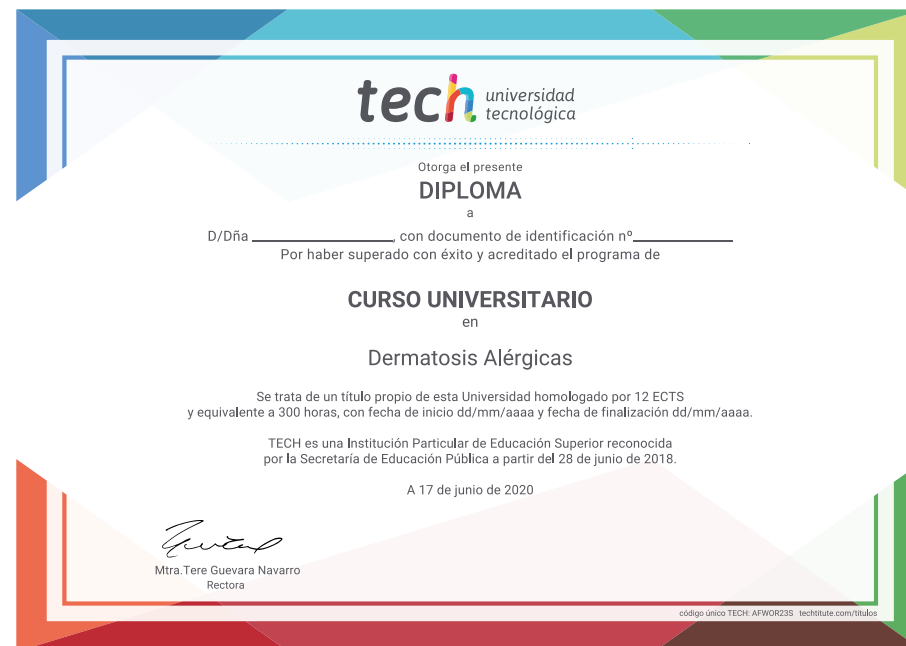 tech universidad
tecnológica
Otorga el presente
DIPLOMA
a
D/Dña ____________, con documento de identificación nº____________
Por haber superado con éxito y acreditado el programa de
CURSO UNIVERSITARIO
en
Dermatosis Alérgicas
Se trata de un título propio de esta Universidad homologado por 12 ECTS
y equivalente a 300 horas, con fecha de inicio dd/mm/aaaa y fecha de finalización dd/mm/aaaa.
TECH es una Institución Particular de Educación Superior reconocida
por la Secretaría de Educación Pública a partir del 28 de junio de 2018.
A 17 de junio de 2020
Mtra.Tere Guevara Navarro
Rectora
código único TECH: AFWOR23S techtitute.com/titulos